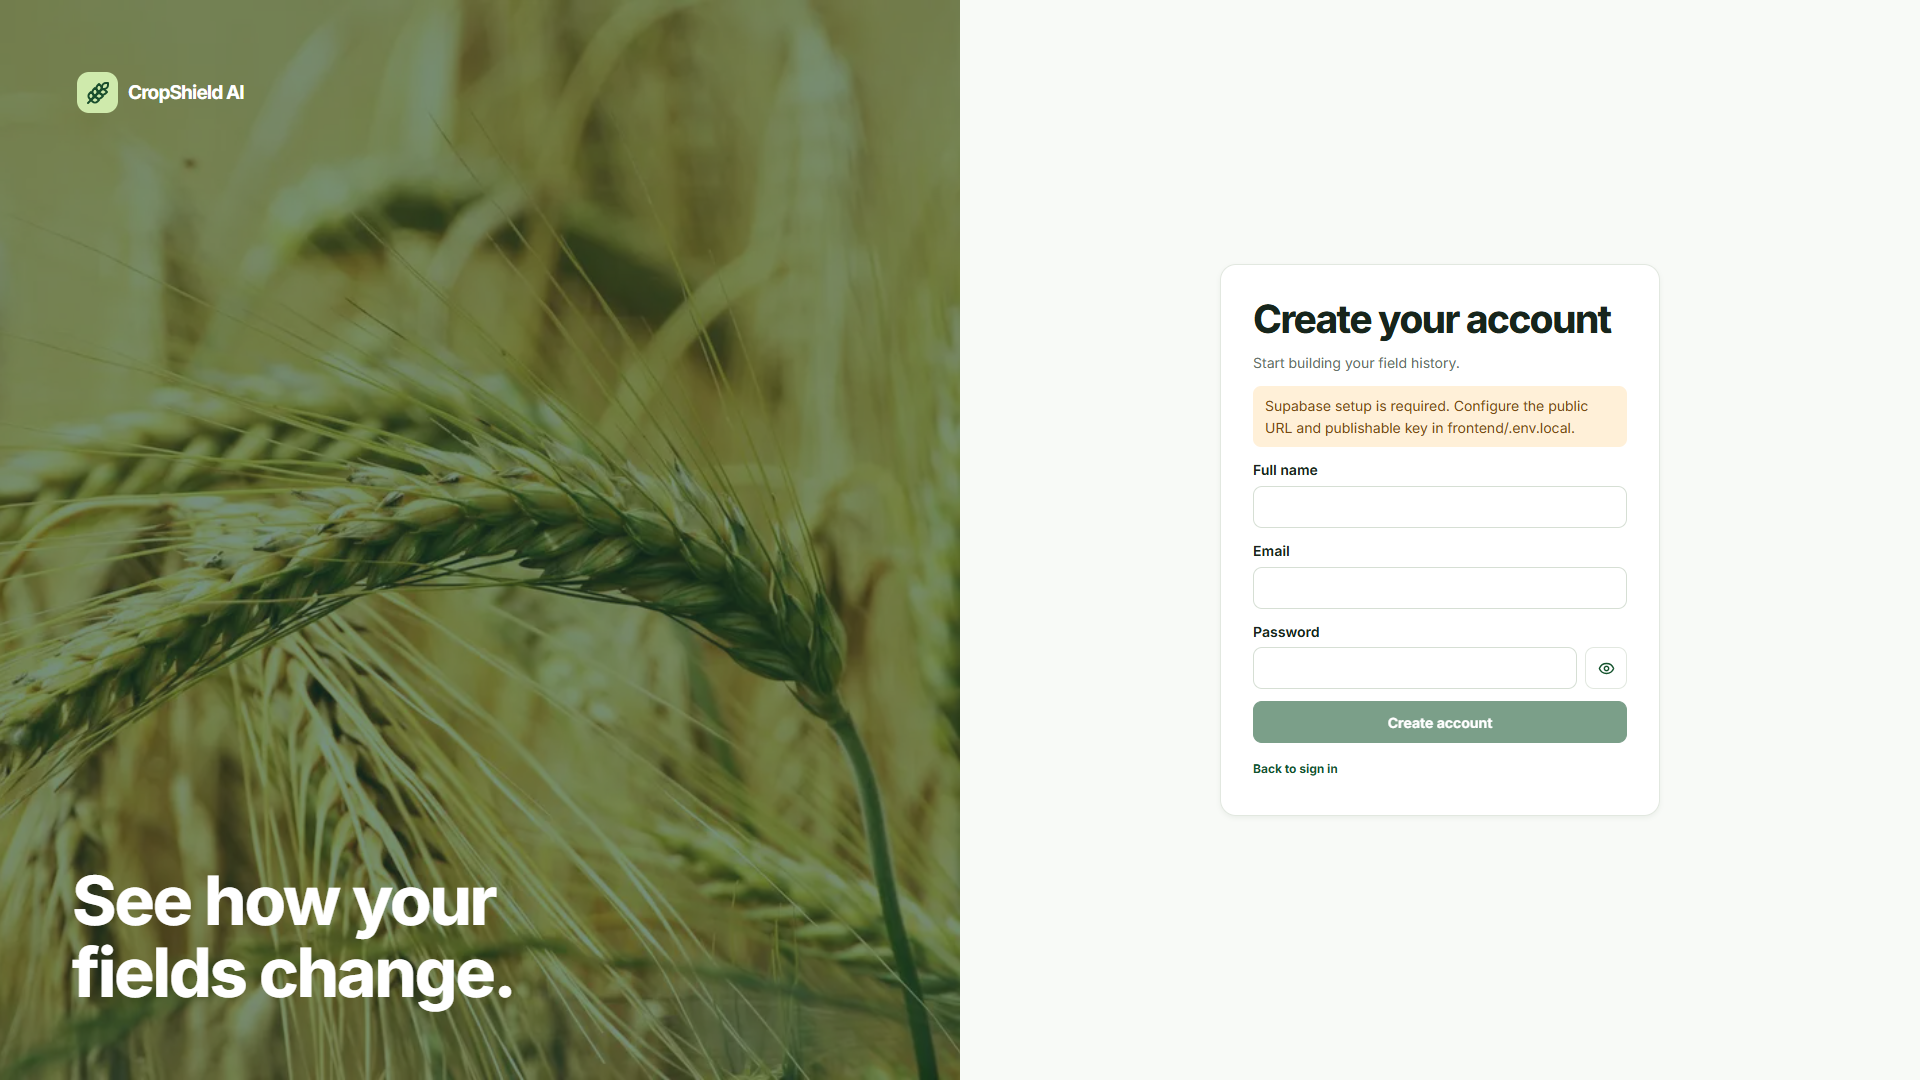 CropShield AI
See how your
fields change.
Create your account
Start building your field history.
Supabase setup is required. Configure the public
URL and publishable key in frontend/.env.local.
Full name
Email
Password
Create account
Back to sign in